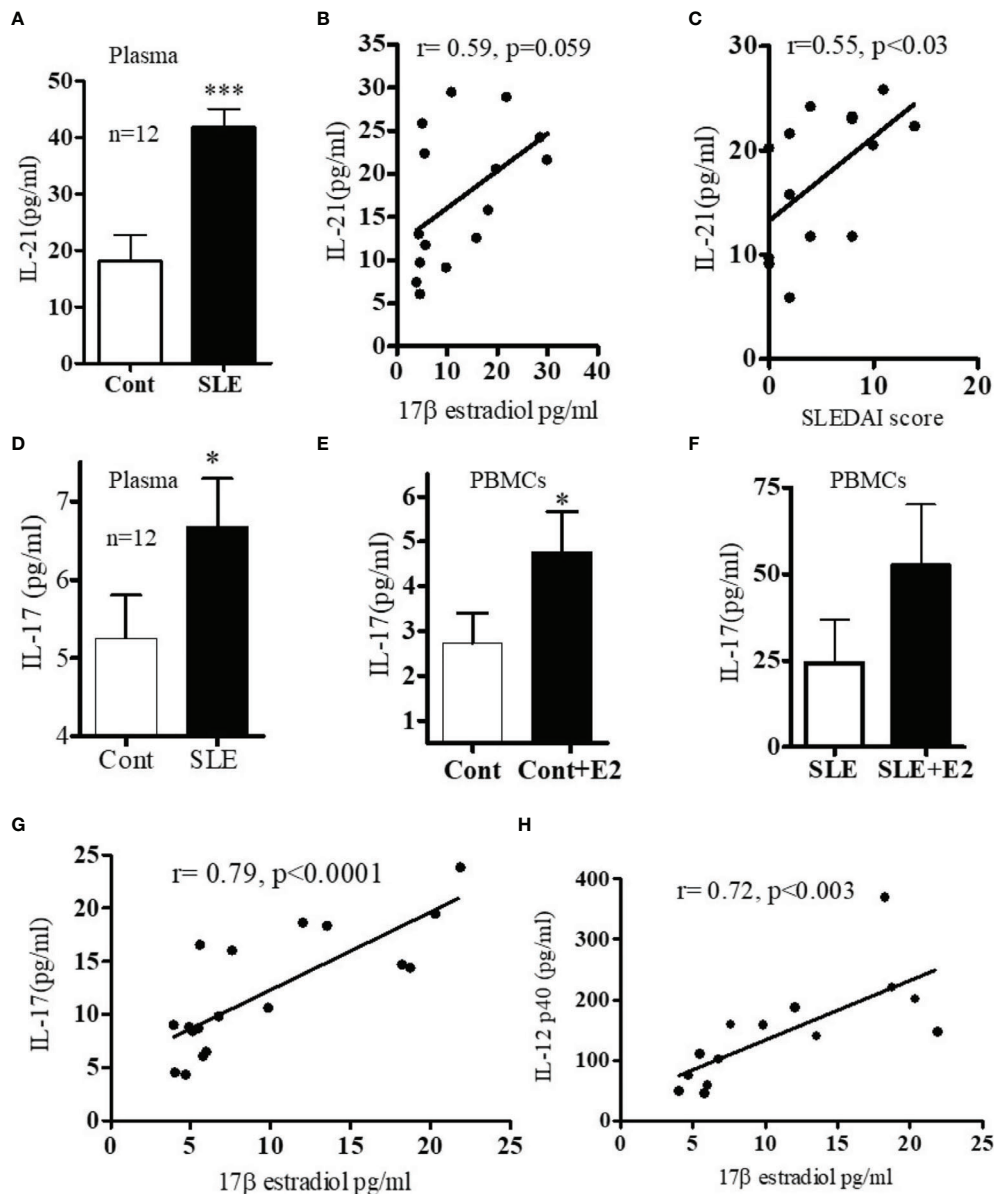 A
Plasma
50
40
30
20
10
0
IL-21(pg/ml)
n=12
***
Cont SLE
B
r= 0.59, p=0.059
35
30
25
20
15
10
5
0
IL-21(pg/ml)
0 10 20 30 40
17β estradiol pg/ml
C
r=0.55, p<0.03
30
20
10
0
IL-21(pg/ml)
0 10 20
SLEDAI score
D
Plasma
n=12
*
7
6
5
4
IL-17 (pg/ml)
Cont SLE
E
PBMCs
*
6
5
4
3
2
1
IL-17(pg/ml)
Cont Cont+E2
F
PBMCs
75
50
25
0
IL-17(pg/ml)
SLE SLE+E2
G
r= 0.79, p<0.0001
25
20
15
10
5
0
IL-17(pg/ml)
0 5 10 15 20 25
17β estradiol pg/ml
H
r= 0.72, p<0.003
400
300
200
100
0
IL-12 p40 (pg/ml)
0 5 10 15 20 25
17β estradiol pg/ml